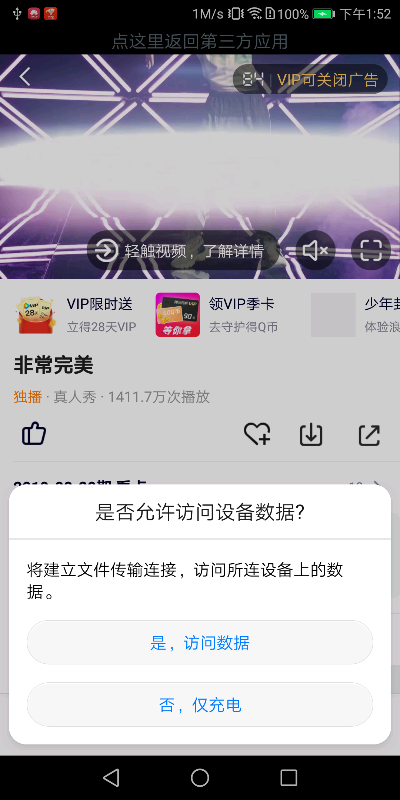 1M/s 100% 下午1:52
点这里返回第三方应用
84 VIP可关闭广告
轻触视频，了解详情
VIP限时送 领VIP季卡 少年
立得28天VIP 去守护得Q币 体验浪
等你拿
非常完美
独播 · 真人秀 · 1411.7万次播放
是否允许访问设备数据?
将建立文件传输连接，访问所连设备上的数
据。
是，访问数据
否，仅充电